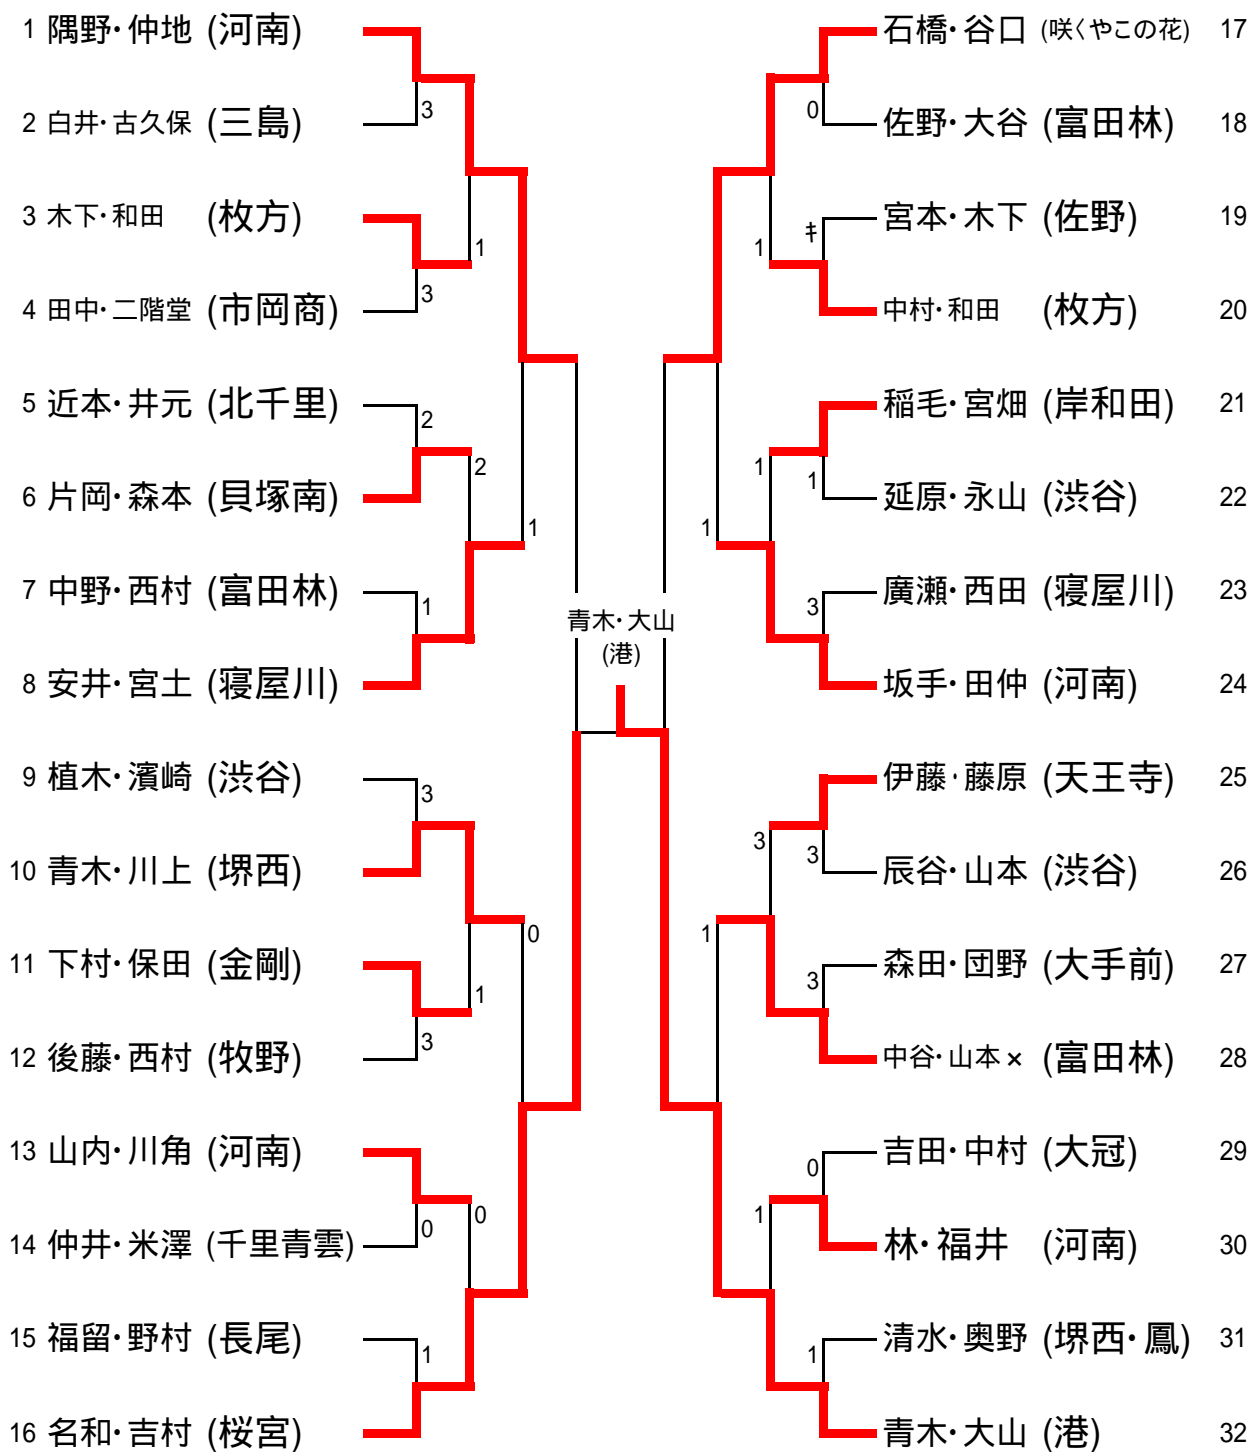 1 隅野・仲地 (河南)
3
2 白井・古久保 (三島)
1
3 木下・和田 (枚方)
3
4 田中・二階堂 (市岡商)
1
5 近本・井元 (北千里)
2
2
6 片岡・森本 (貝塚南)
7 中野・西村 (富田林)
1
8 安井・宮土 (寝屋川)
9 植木・濱崎 (渋谷)
3
10 青木・川上 (堺西)
0
11 下村・保田 (金剛)
1
3
12 後藤・西村 (牧野)
13 山内・川角 (河南)
0
0
14 仲井・米澤 (千里青雲)
15 福留・野村 (長尾)
1
16 名和・吉村 (桜宮)
青木・大山
(港)
石橋・谷口 (咲くやこの花) 17
0
佐野・大谷 (富田林) 18
宮本・木下 (佐野) 19
キ
1
中村・和田 (枚方) 20
稲毛・宮畑 (岸和田) 21
1
1
延原・永山 (渋谷) 22
1
廣瀬・西田 (寝屋川) 23
3
坂手・田仲 (河南) 24
伊藤・藤原 (天王寺) 25
3
3
辰谷・山本 (渋谷) 26
1
森田・団野 (大手前) 27
3
中谷・山本× (富田林) 28
吉田・中村 (大冠) 29
0
1
林・福井 (河南) 30
清水・奥野 (堺西・鳳) 31
1
青木・大山 (港) 32